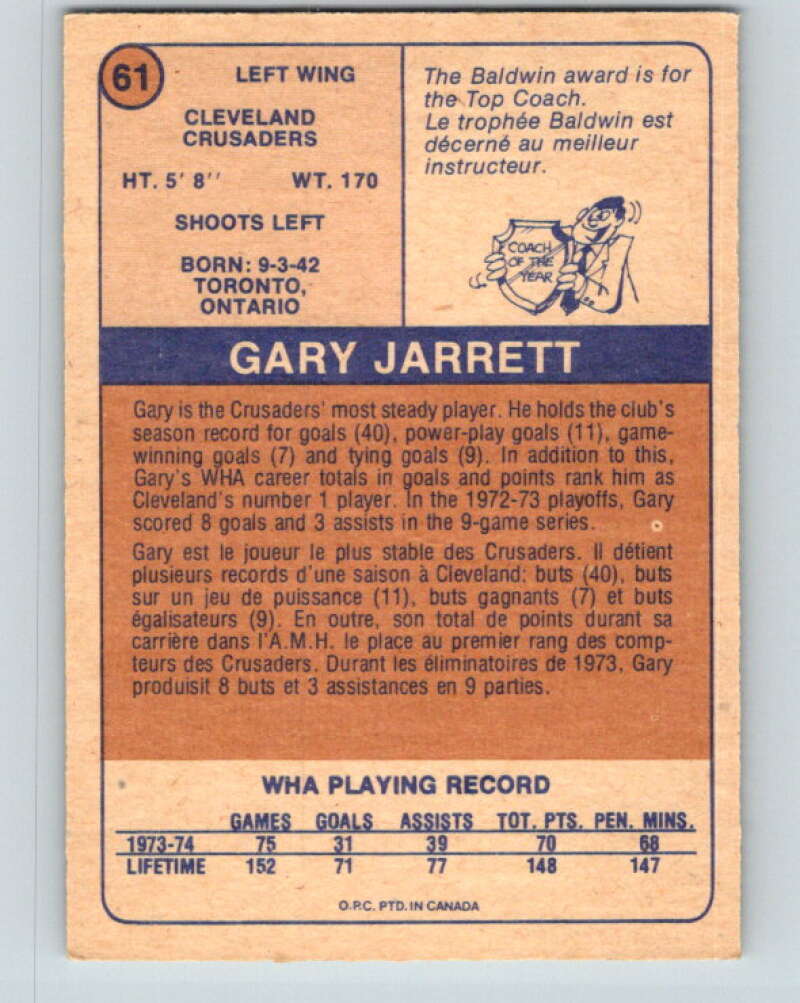 61
LEFT WING
CLEVELAND
CRUSADERS
HT. 5' 8'' WT. 170
SHOOTS LEFT
BORN: 9-3-42
TORONTO,
ONTARIO
The Baldwin award is for
the Top Coach.
Le trophée Baldwin est
décerné au meilleur
instructeur.
COACH
OF THE
YEAR
GARY JARRETT
Gary is the Crusaders' most steady player. He holds the club's
season record for goals (40), power-play goals (11), game-
winning goals (7) and tying goals (9). In addition to this,
Gary's WHA career totals in goals and points rank him as
Cleveland's number 1 player. In the 1972-73 playoffs, Gary
scored 8 goals and 3 assists in the 9-game series.
Gary est le joueur le plus stable des Crusaders. Il détient
plusieurs records d'une saison à Cleveland: buts (40), buts
sur un jeu de puissance (11), buts gagnants (7) et buts
égalisateurs (9). En outre, son total de points durant sa
carrière dans l'A.M.H. le place au premier rang des comp-
teurs des Crusaders. Durant les éliminatoires de 1973, Gary
produisit 8 buts et 3 assistances en 9 parties.
WHA PLAYING RECORD
GAMES GOALS ASSISTS TOT. PTS. PEN. MINS.
1973-74 75 31 39 70 68
LIFETIME 152 71 77 148 147
O.P.C. PTD. IN CANADA